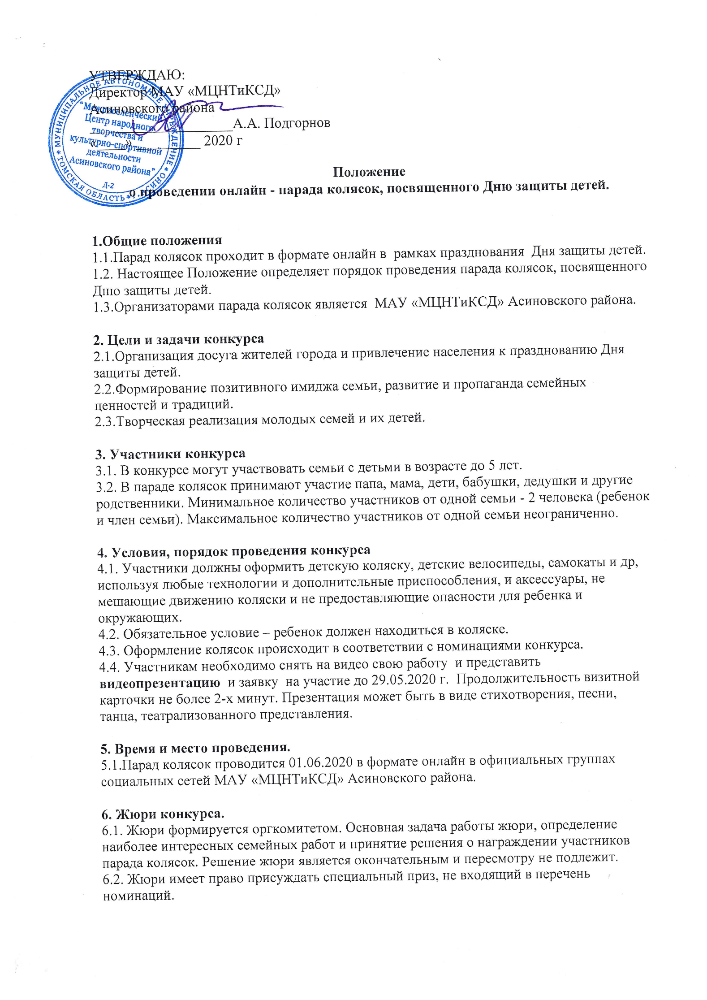 УТВЕРЖДАЮ:
Директор МАУ «МЦНТиКСД»
Асиновского района
____________________А.А. Подгорнов
«____» _________ 2020 г
МУНИЦИПАЛЬНОЕ АВТОНОМНОЕ УЧРЕЖДЕНИЕ * Г.АСИНО * ТОМСКАЯ ОБЛАСТЬ *
"Межпоселенческий
Центр народного
творчества и
культурно-спортивной
деятельности
Асиновского района"
Д-2
Положение
о проведении онлайн - парада колясок, посвященного Дню защиты детей.
1.Общие положения
1.1.Парад колясок проходит в формате онлайн в  рамках празднования  Дня защиты детей.
1.2. Настоящее Положение определяет порядок проведения парада колясок, посвященного
Дню защиты детей.
1.3.Организаторами парада колясок является  МАУ «МЦНТиКСД» Асиновского района.
2. Цели и задачи конкурса
2.1.Организация досуга жителей города и привлечение населения к празднованию Дня
защиты детей.
2.2.Формирование позитивного имиджа семьи, развитие и пропаганда семейных
ценностей и традиций.
2.3.Творческая реализация молодых семей и их детей.
3. Участники конкурса
3.1. В конкурсе могут участвовать семьи с детьми в возрасте до 5 лет.
3.2. В параде колясок принимают участие папа, мама, дети, бабушки, дедушки и другие
родственники. Минимальное количество участников от одной семьи - 2 человека (ребенок
и член семьи). Максимальное количество участников от одной семьи неограниченно.
4. Условия, порядок проведения конкурса
4.1. Участники должны оформить детскую коляску, детские велосипеды, самокаты и др,
используя любые технологии и дополнительные приспособления, и аксессуары, не
мешающие движению коляски и не предоставляющие опасности для ребенка и
окружающих.
4.2. Обязательное условие – ребенок должен находиться в коляске.
4.3. Оформление колясок происходит в соответствии с номинациями конкурса.
4.4. Участникам необходимо снять на видео свою работу  и представить
видеопрезентацию  и заявку  на участие до 29.05.2020 г.  Продолжительность визитной
карточки не более 2-х минут. Презентация может быть в виде стихотворения, песни,
танца, театрализованного представления.
5. Время и место проведения.
5.1.Парад колясок проводится 01.06.2020 в формате онлайн в официальных группах
социальных сетей МАУ «МЦНТиКСД» Асиновского района.
6. Жюри конкурса.
6.1. Жюри формируется оргкомитетом. Основная задача работы жюри, определение
наиболее интересных семейных работ и принятие решения о награждении участников
парада колясок. Решение жюри является окончательным и пересмотру не подлежит.
6.2. Жюри имеет право присуждать специальный приз, не входящий в перечень
номинаций.